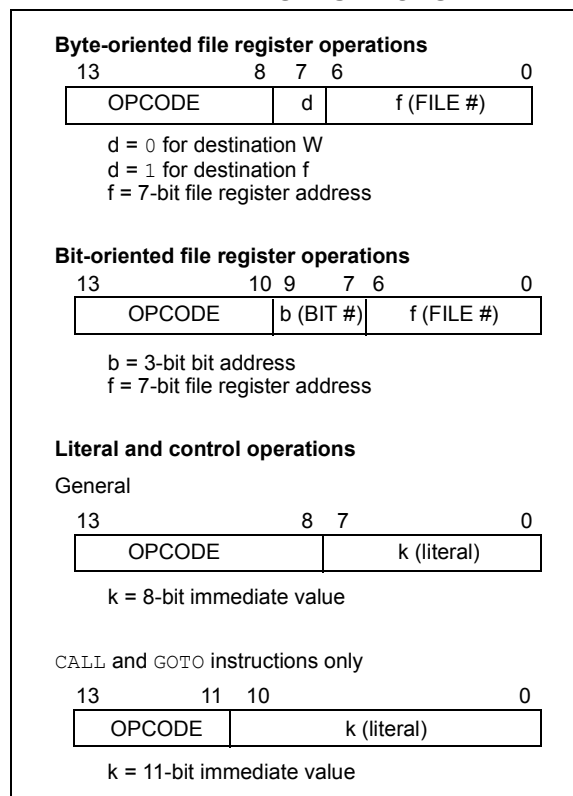 Byte-oriented file register operations
13 8 7 6 0
OPCODE d f (FILE #)
d = 0 for destination W
d = 1 for destination f
f = 7-bit file register address
Bit-oriented file register operations
13 10 9 7 6 0
OPCODE b (BIT #) f (FILE #)
b = 3-bit bit address
f = 7-bit file register address
Literal and control operations
General
13 8 7 0
OPCODE k (literal)
k = 8-bit immediate value
CALL and GOTO instructions only
13 11 10 0
OPCODE k (literal)
k = 11-bit immediate value